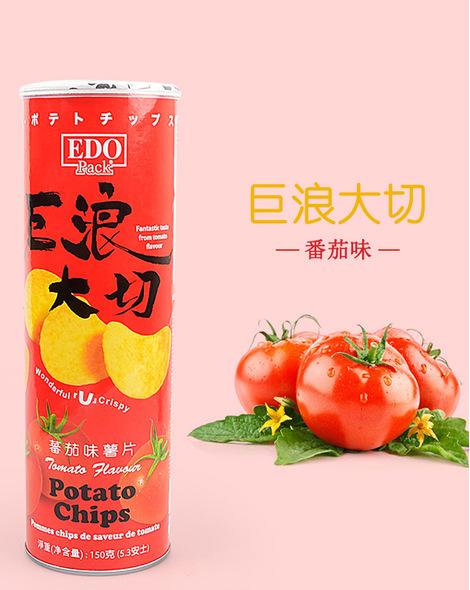 ポテトチップス
EDO
Pack
巨浪
大切
Fantastic taste
from tomato
flavour
Wonderful "U" Crispy
蕃茄味薯片
Tomato Flavour
Potato
Chips
Pommes chips de saveur de tomate
淨重(净含量) : 150克 (5.3安士)
巨浪大切
— 番茄味 —